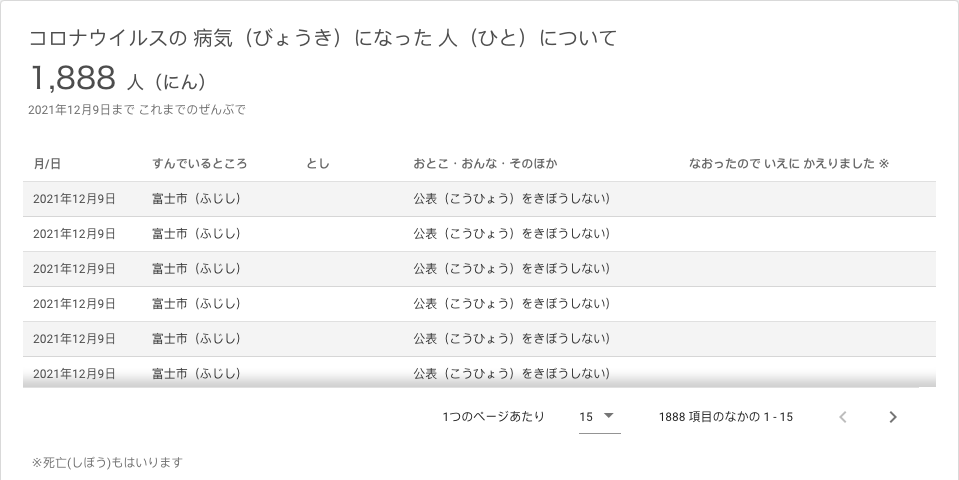 コロナウイルスの 病気（びょうき）になった 人（ひと）について
1,888 人（にん）
2021年12月9日まで これまでのぜんぶで
月/日 すんでいるところ とし おとこ・おんな・そのほか なおったので いえに かえりました ※
2021年12月9日 富士市（ふじし） 公表（こうひょう）をきぼうしない）
2021年12月9日 富士市（ふじし） 公表（こうひょう）をきぼうしない）
2021年12月9日 富士市（ふじし） 公表（こうひょう）をきぼうしない）
2021年12月9日 富士市（ふじし） 公表（こうひょう）をきぼうしない）
2021年12月9日 富士市（ふじし） 公表（こうひょう）をきぼうしない）
2021年12月9日 富士市（ふじし） 公表（こうひょう）をきぼうしない）
1つのページあたり 15 1888 項目のなかの 1 - 15
※死亡(しぼう)もはいります